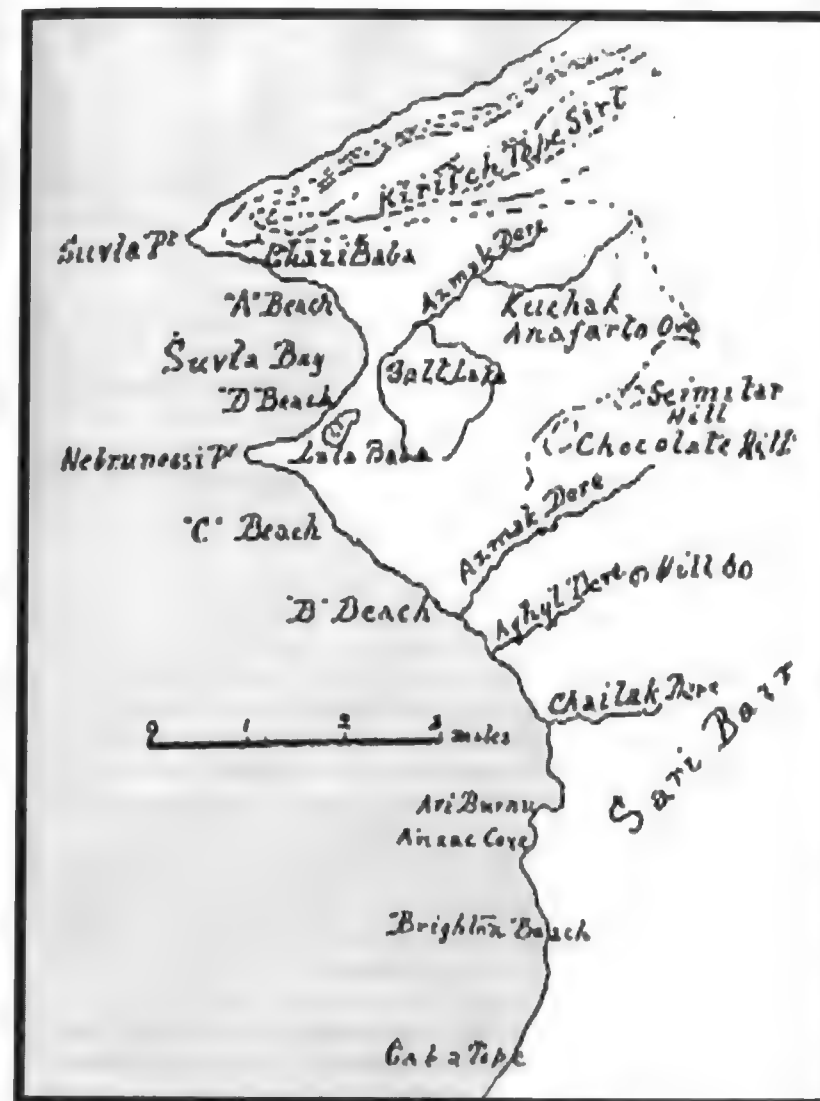 Kiritch Tepe Sirt
Suvla Pt
Ghazi Baba
Azmak Dere
"A" Beach
Kuchak
Anafarta Ova
Suvla Bay
Salt Lake
"D" Beach
Scimitar
Hill
Chocolate Hill
Lala Baba
Nebrunessi Pt
Azmak Dere
"C" Beach
Aghyl Dere
Hill 60
"B" Beach
Chailak Dere
Sari Barr
0 1 2 3 miles
Ari Burnu
Anzac Cove
Brighton Beach
Gaba Tepe